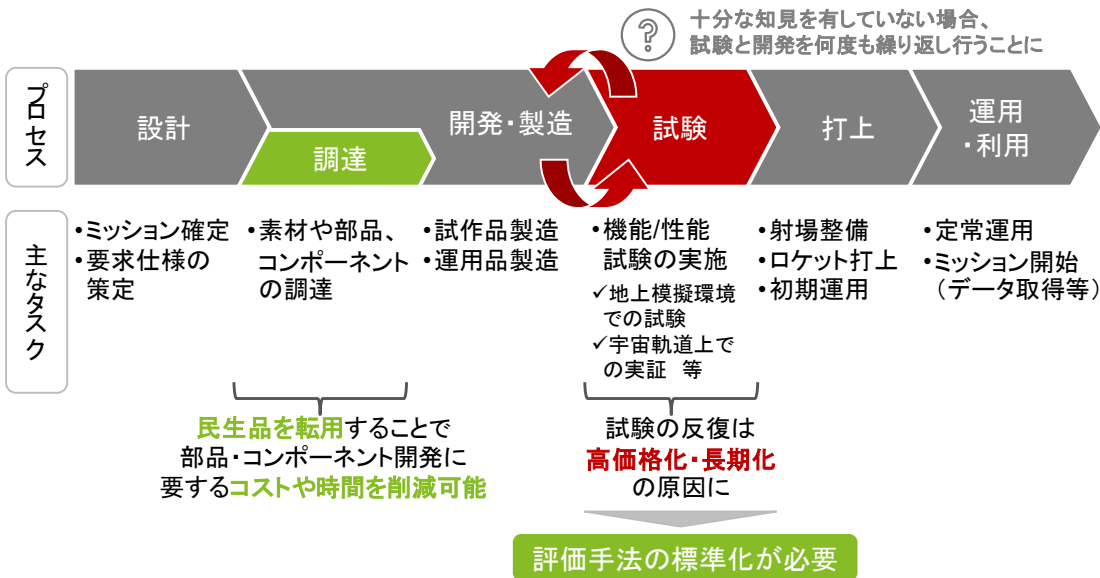 ?
十分な知見を有していない場合、
試験と開発を何度も繰り返し行うことに
プロセス
設計
調達
開発・製造
試験
打上
運用
・利用
主なタスク
•ミッション確定
•要求仕様の
策定
•素材や部品、
コンポーネント
の調達
•試作品製造
•運用品製造
•機能/性能
試験の実施
✓地上模擬環境
での試験
✓宇宙軌道上で
の実証 等
•射場整備
•ロケット打上
•初期運用
•定常運用
•ミッション開始
（データ取得等）
民生品を転用することで
部品・コンポーネント開発に
要するコストや時間を削減可能
試験の反復は
高価格化・長期化
の原因に
評価手法の標準化が必要